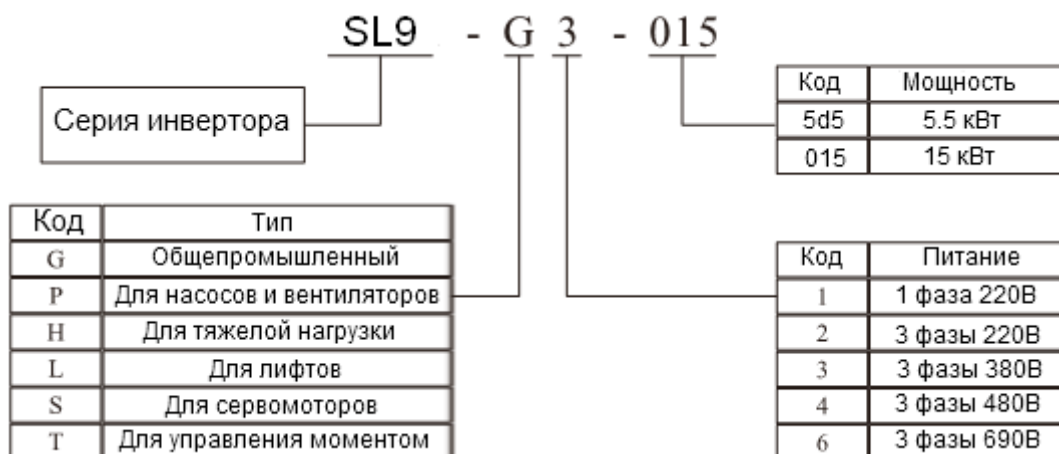 SL9 - G 3 - 015
Серия инвертора
Код Мощность
5d5 5.5 кВт
015 15 кВт
Код Тип
G Общепромышленный
P Для насосов и вентиляторов
H Для тяжелой нагрузки
L Для лифтов
S Для сервомоторов
T Для управления моментом
Код Питание
1 1 фаза 220В
2 3 фазы 220В
3 3 фазы 380В
4 3 фазы 480В
6 3 фазы 690В